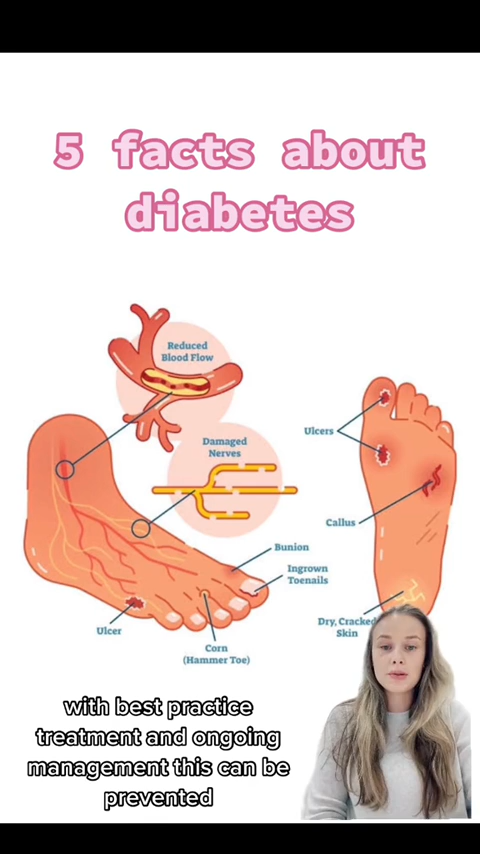 5 facts about
diabetes
Reduced
Blood Flow
Damaged
Nerves
Ulcers
Callus
Bunion
Ingrown
Toenails
Ulcer
Corn
(Hammer Toe)
Dry, Cracked
Skin
with best practice
treatment and ongoing
management this can be
prevented